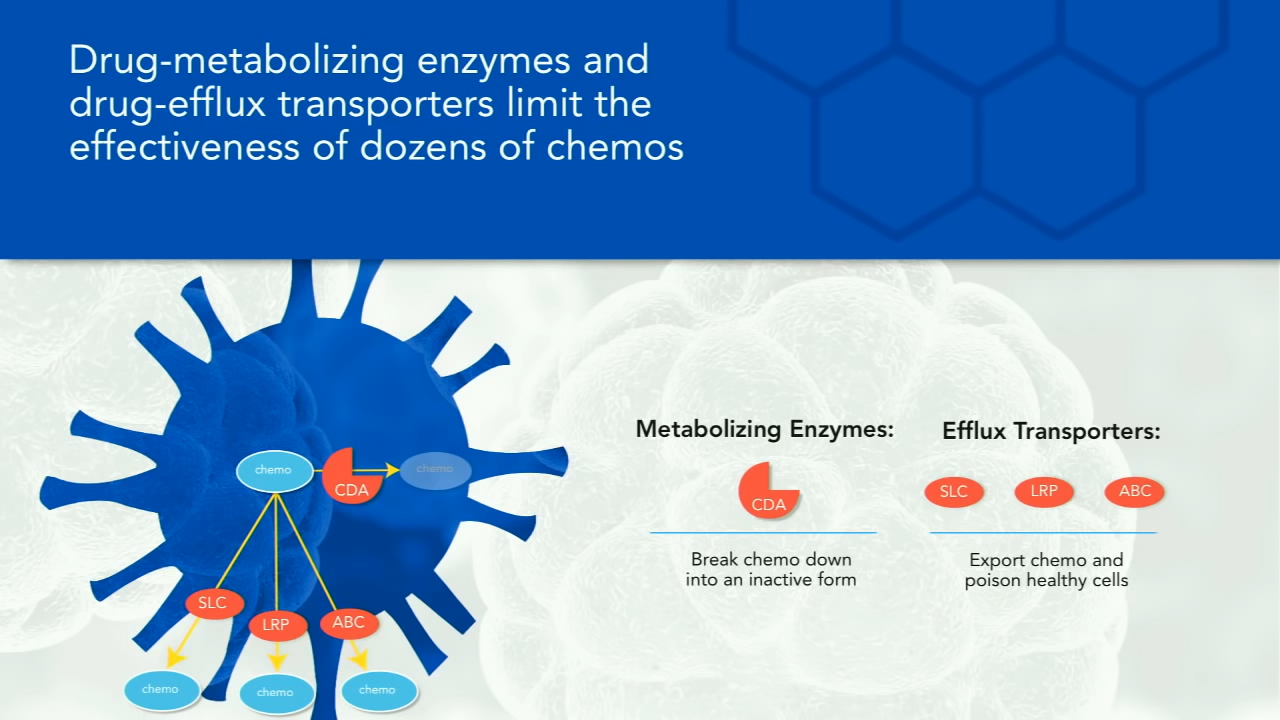 Drug-metabolizing enzymes and
drug-efflux transporters limit the
effectiveness of dozens of chemos
chemo
CDA
chemo
SLC
LRP
ABC
chemo
chemo
chemo
Metabolizing Enzymes:
CDA
Break chemo down
into an inactive form
Efflux Transporters:
SLC
LRP
ABC
Export chemo and
poison healthy cells